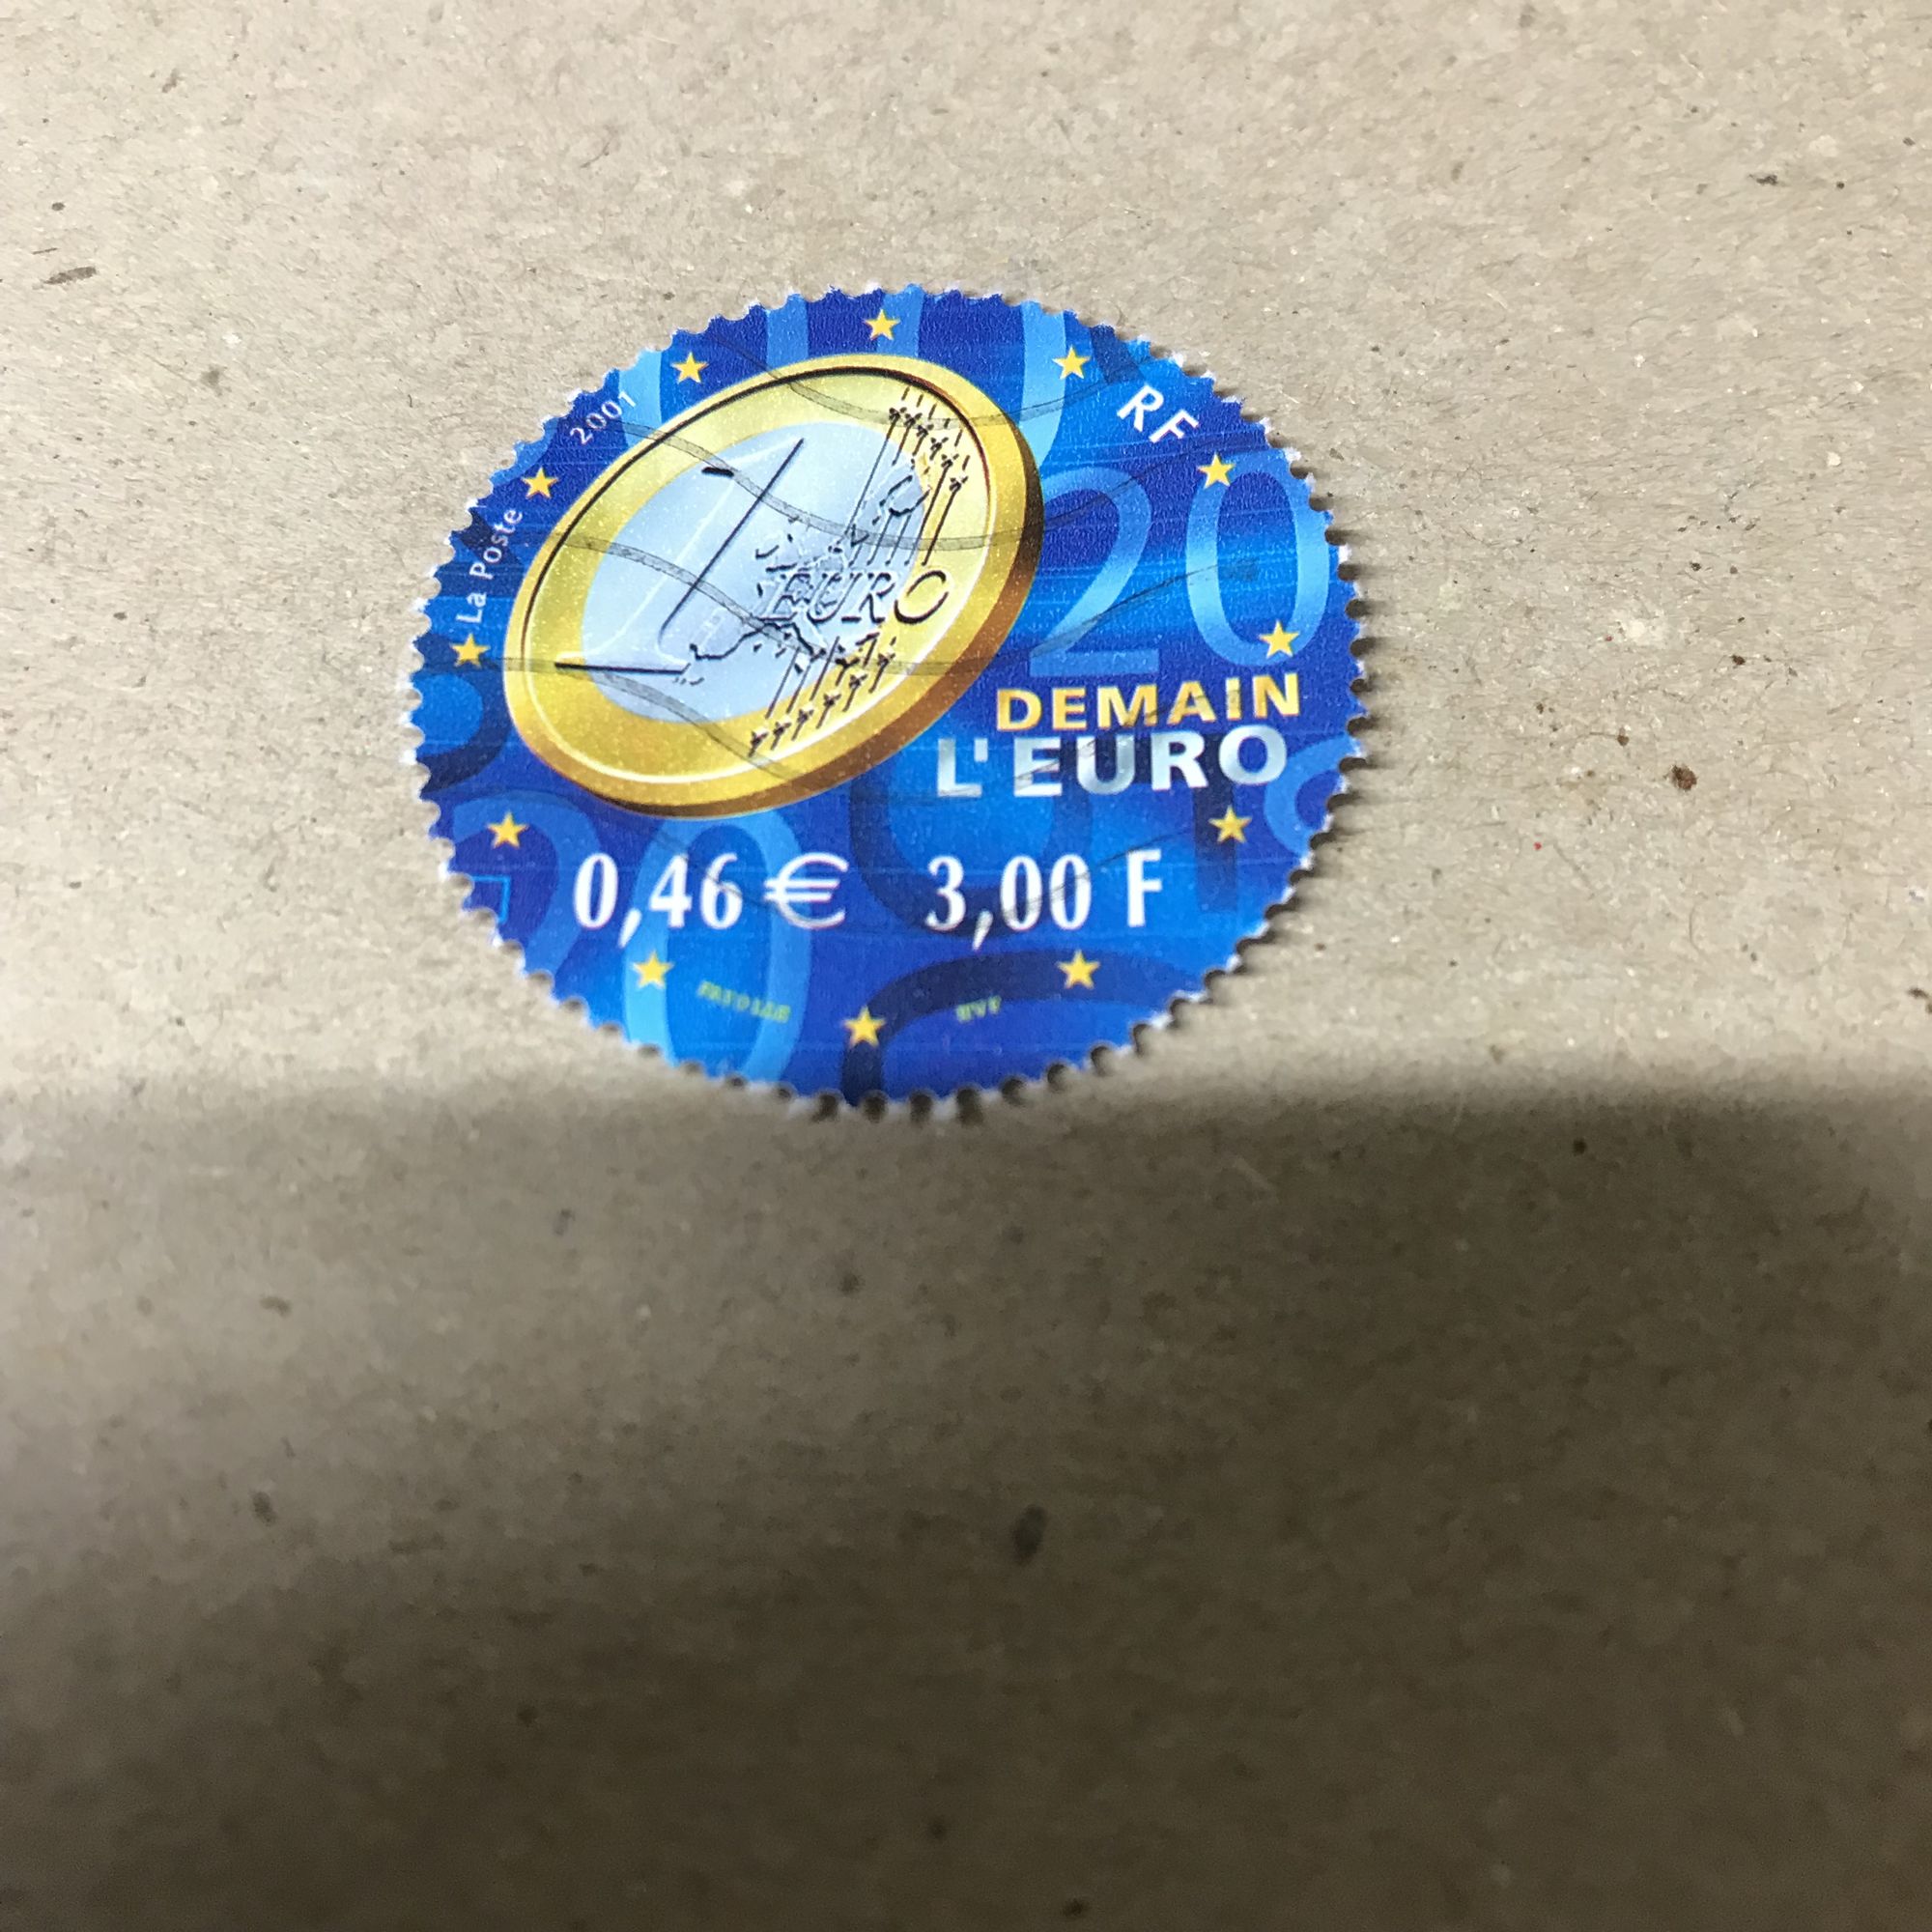 La Poste 2001
RF
1
EURO
20
DEMAIN
L'EURO
0,46 € 3,00 F